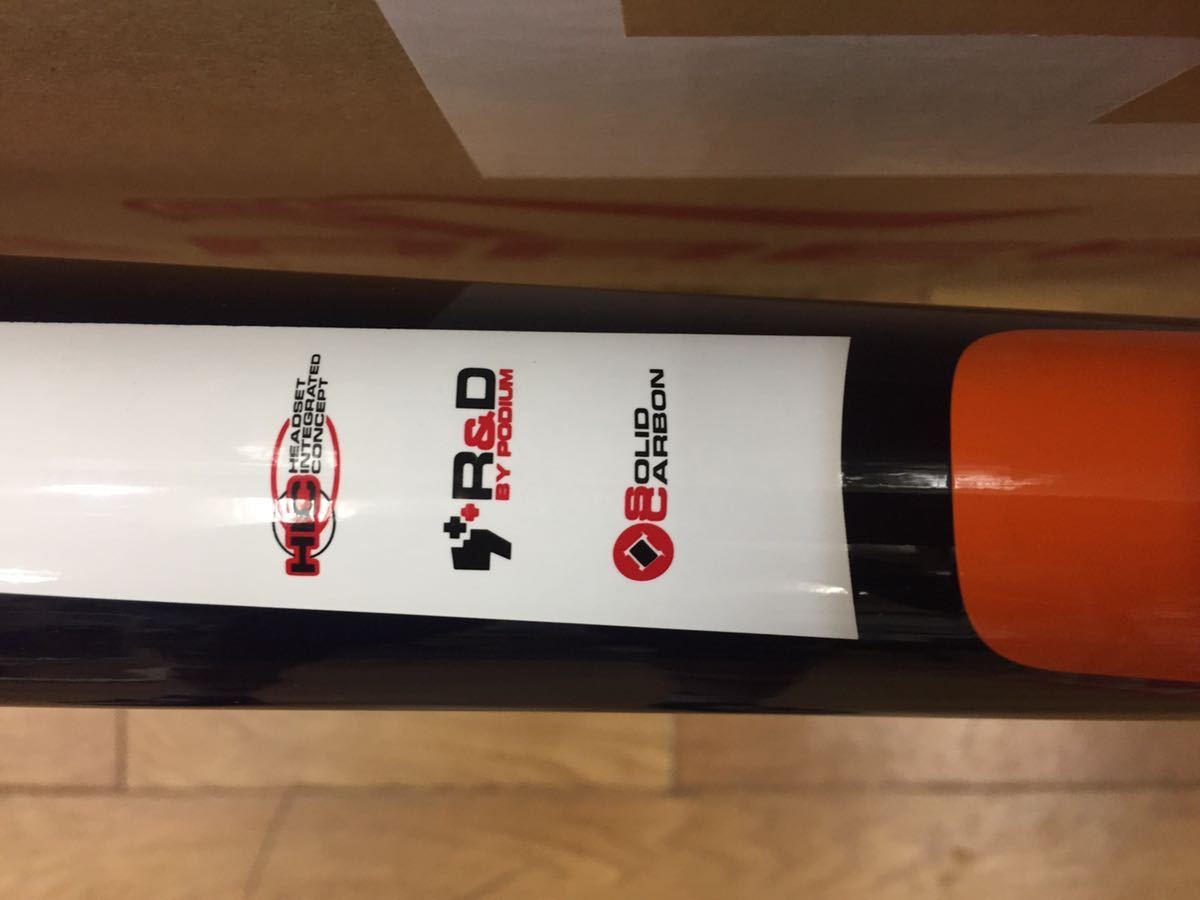 HIC HEADSET
INTEGRATED
CONCEPT
R&D
BY PODIUM
SOLID
CARBON